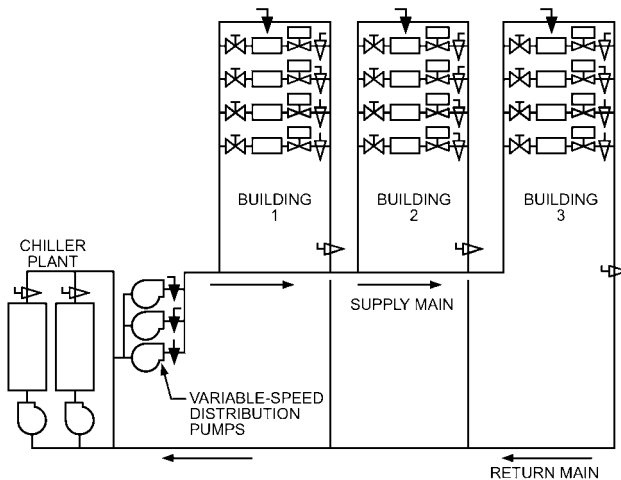 BUILDING
1
BUILDING
2
BUILDING
3
CHILLER
PLANT
SUPPLY MAIN
VARIABLE-SPEED
DISTRIBUTION
PUMPS
RETURN MAIN